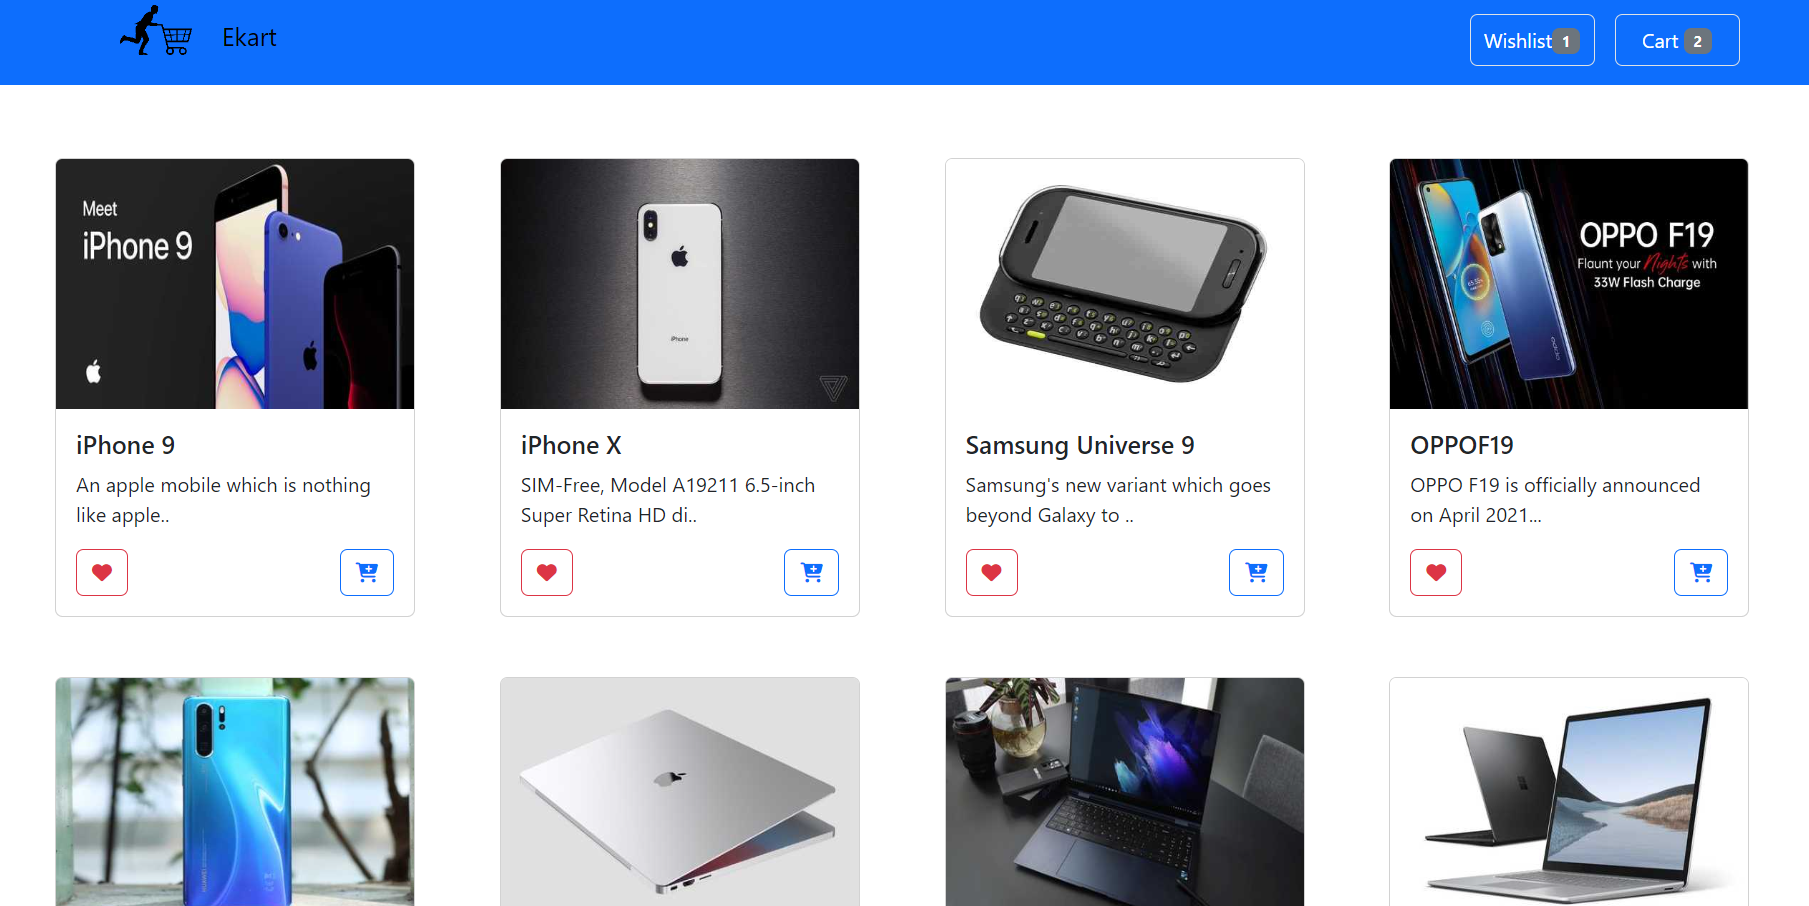 Ekart
Wishlist 1
Cart 2
Meet
iPhone 9
iPhone
OPPO F19
Flaunt your Nights with
33W Flash Charge
iPhone 9
An apple mobile which is nothing
like apple..
iPhone X
SIM-Free, Model A19211 6.5-inch
Super Retina HD di..
Samsung Universe 9
Samsung's new variant which goes
beyond Galaxy to ..
OPPOF19
OPPO F19 is officially announced
on April 2021...
HUAWEI